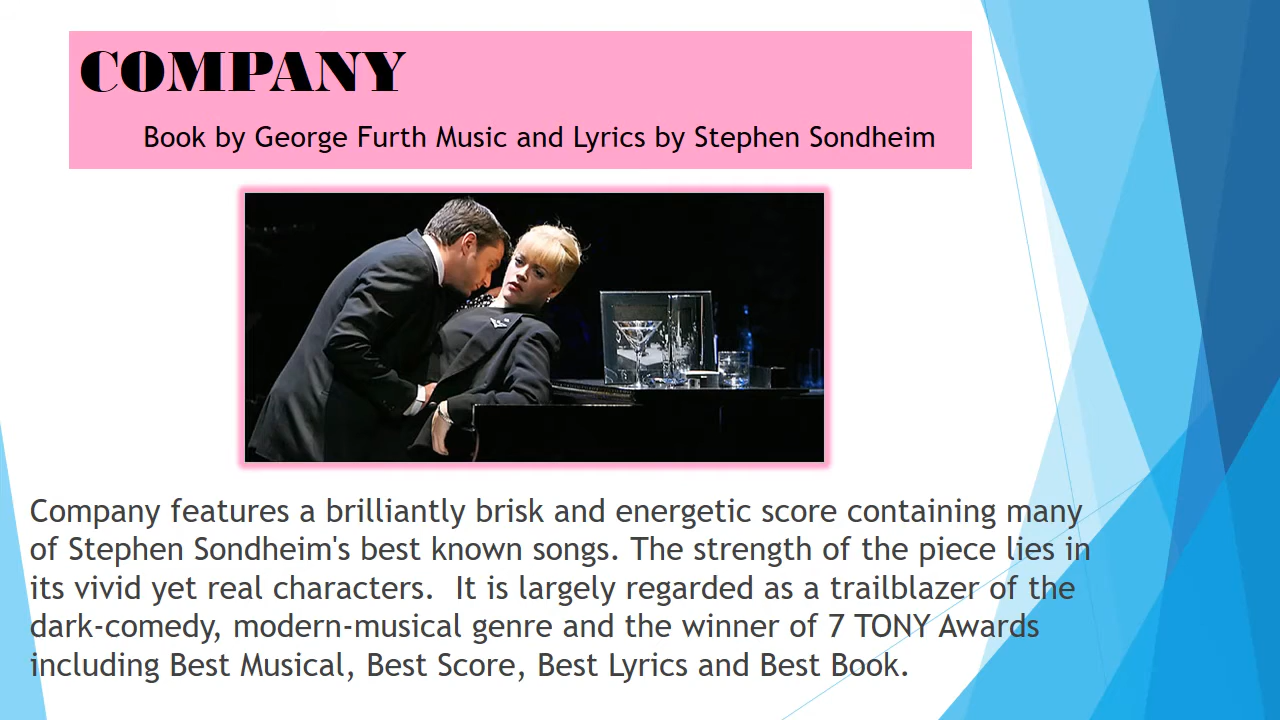 COMPANY
Book by George Furth Music and Lyrics by Stephen Sondheim
Company features a brilliantly brisk and energetic score containing many
of Stephen Sondheim's best known songs. The strength of the piece lies in
its vivid yet real characters.  It is largely regarded as a trailblazer of the
dark-comedy, modern-musical genre and the winner of 7 TONY Awards
including Best Musical, Best Score, Best Lyrics and Best Book.